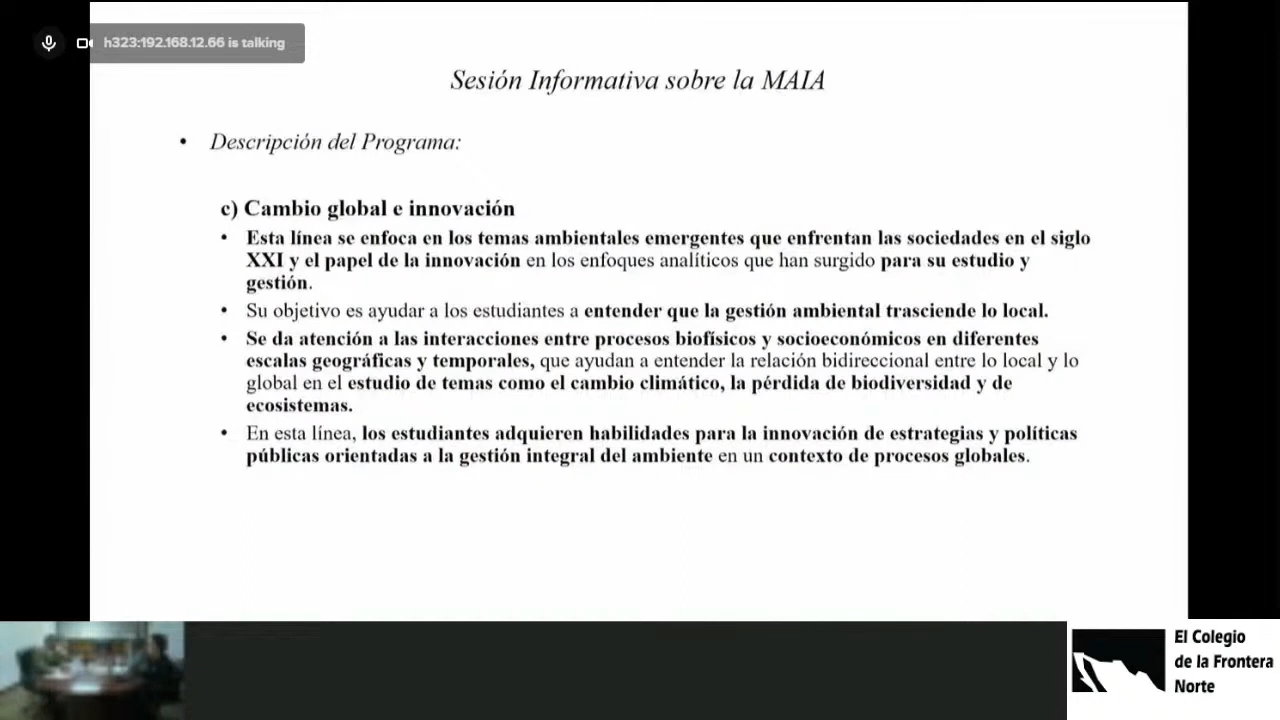 h323:192.168.12.66 is talking
Sesión Informativa sobre la MAIA
• Descripción del Programa:
c) Cambio global e innovación
• Esta línea se enfoca en los temas ambientales emergentes que enfrentan las sociedades en el siglo
XXI y el papel de la innovación en los enfoques analíticos que han surgido para su estudio y
gestión.
• Su objetivo es ayudar a los estudiantes a entender que la gestión ambiental trasciende lo local.
• Se da atención a las interacciones entre procesos biofísicos y socioeconómicos en diferentes
escalas geográficas y temporales, que ayudan a entender la relación bidireccional entre lo local y lo
global en el estudio de temas como el cambio climático, la pérdida de biodiversidad y de
ecosistemas.
• En esta línea, los estudiantes adquieren habilidades para la innovación de estrategias y políticas
públicas orientadas a la gestión integral del ambiente en un contexto de procesos globales.
El Colegio
de la Frontera
Norte